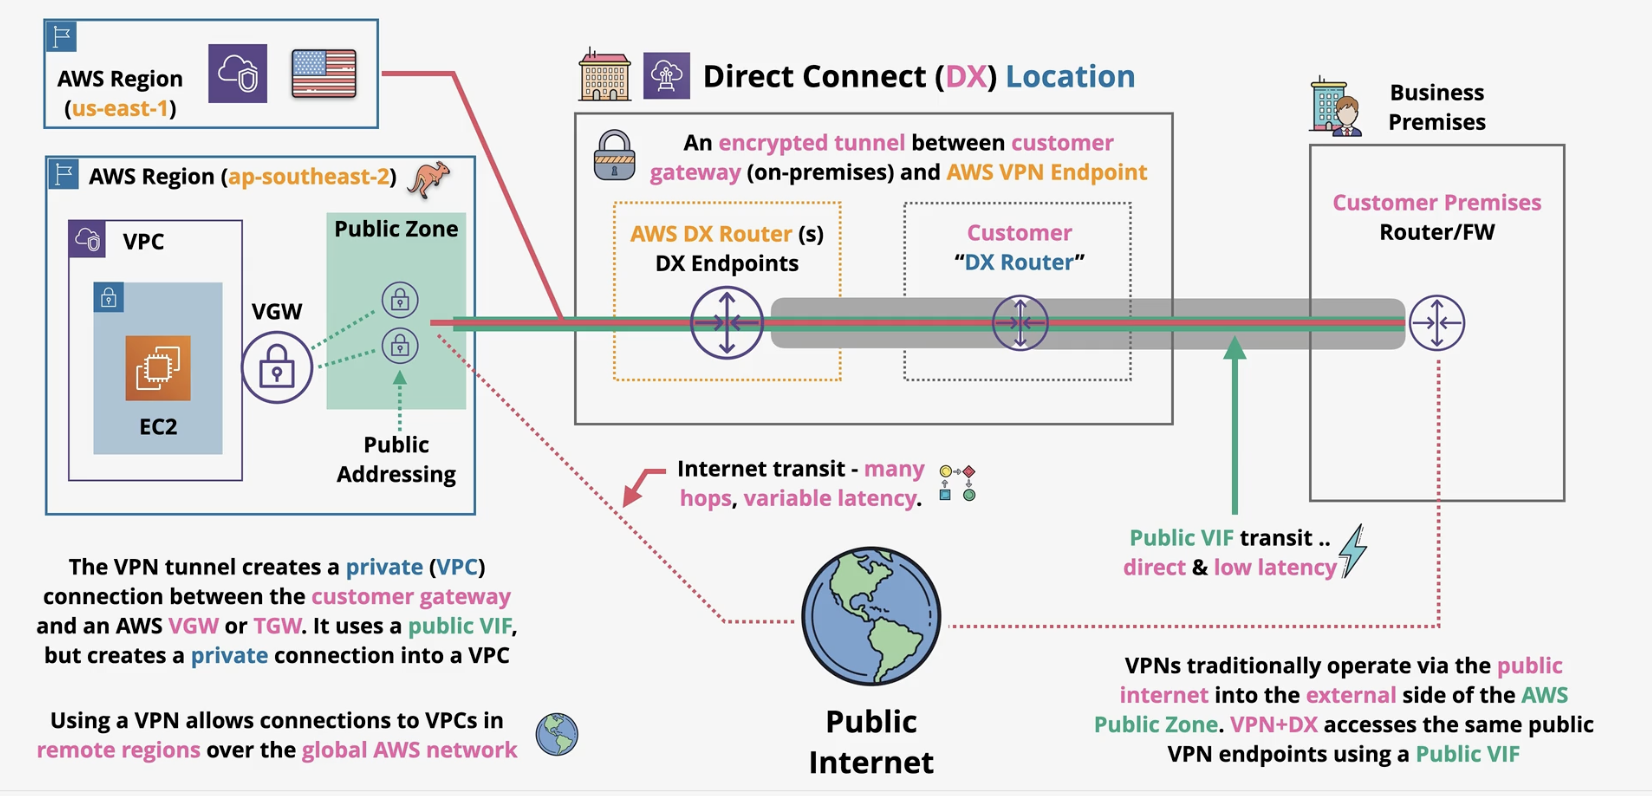 AWS Region
(us-east-1)
AWS Region (ap-southeast-2)
VPC
EC2
VGW
Public Zone
Public
Addressing
Direct Connect (DX) Location
An encrypted tunnel between customer
gateway (on-premises) and AWS VPN Endpoint
AWS DX Router (s)
DX Endpoints
Customer
“DX Router”
Business
Premises
Customer Premises
Router/FW
Internet transit - many
hops, variable latency.
Public VIF transit ..
direct & low latency
Public
Internet
The VPN tunnel creates a private (VPC)
connection between the customer gateway
and an AWS VGW or TGW. It uses a public VIF,
but creates a private connection into a VPC
Using a VPN allows connections to VPCs in
remote regions over the global AWS network
VPNs traditionally operate via the public
internet into the external side of the AWS
Public Zone. VPN+DX accesses the same public
VPN endpoints using a Public VIF